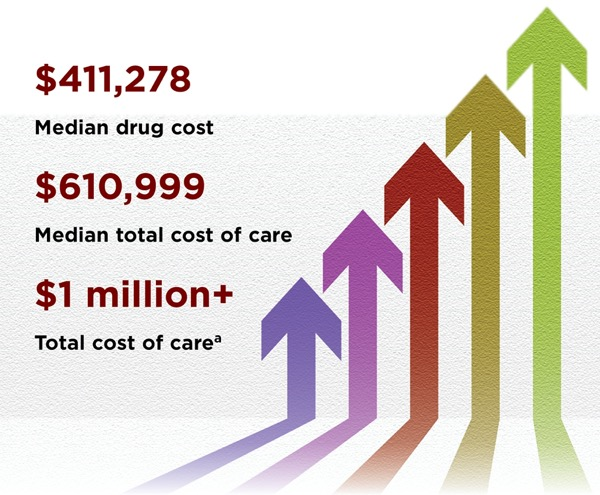 $411,278
Median drug cost
$610,999
Median total cost of care
$1 million+
Total cost of careᵃ